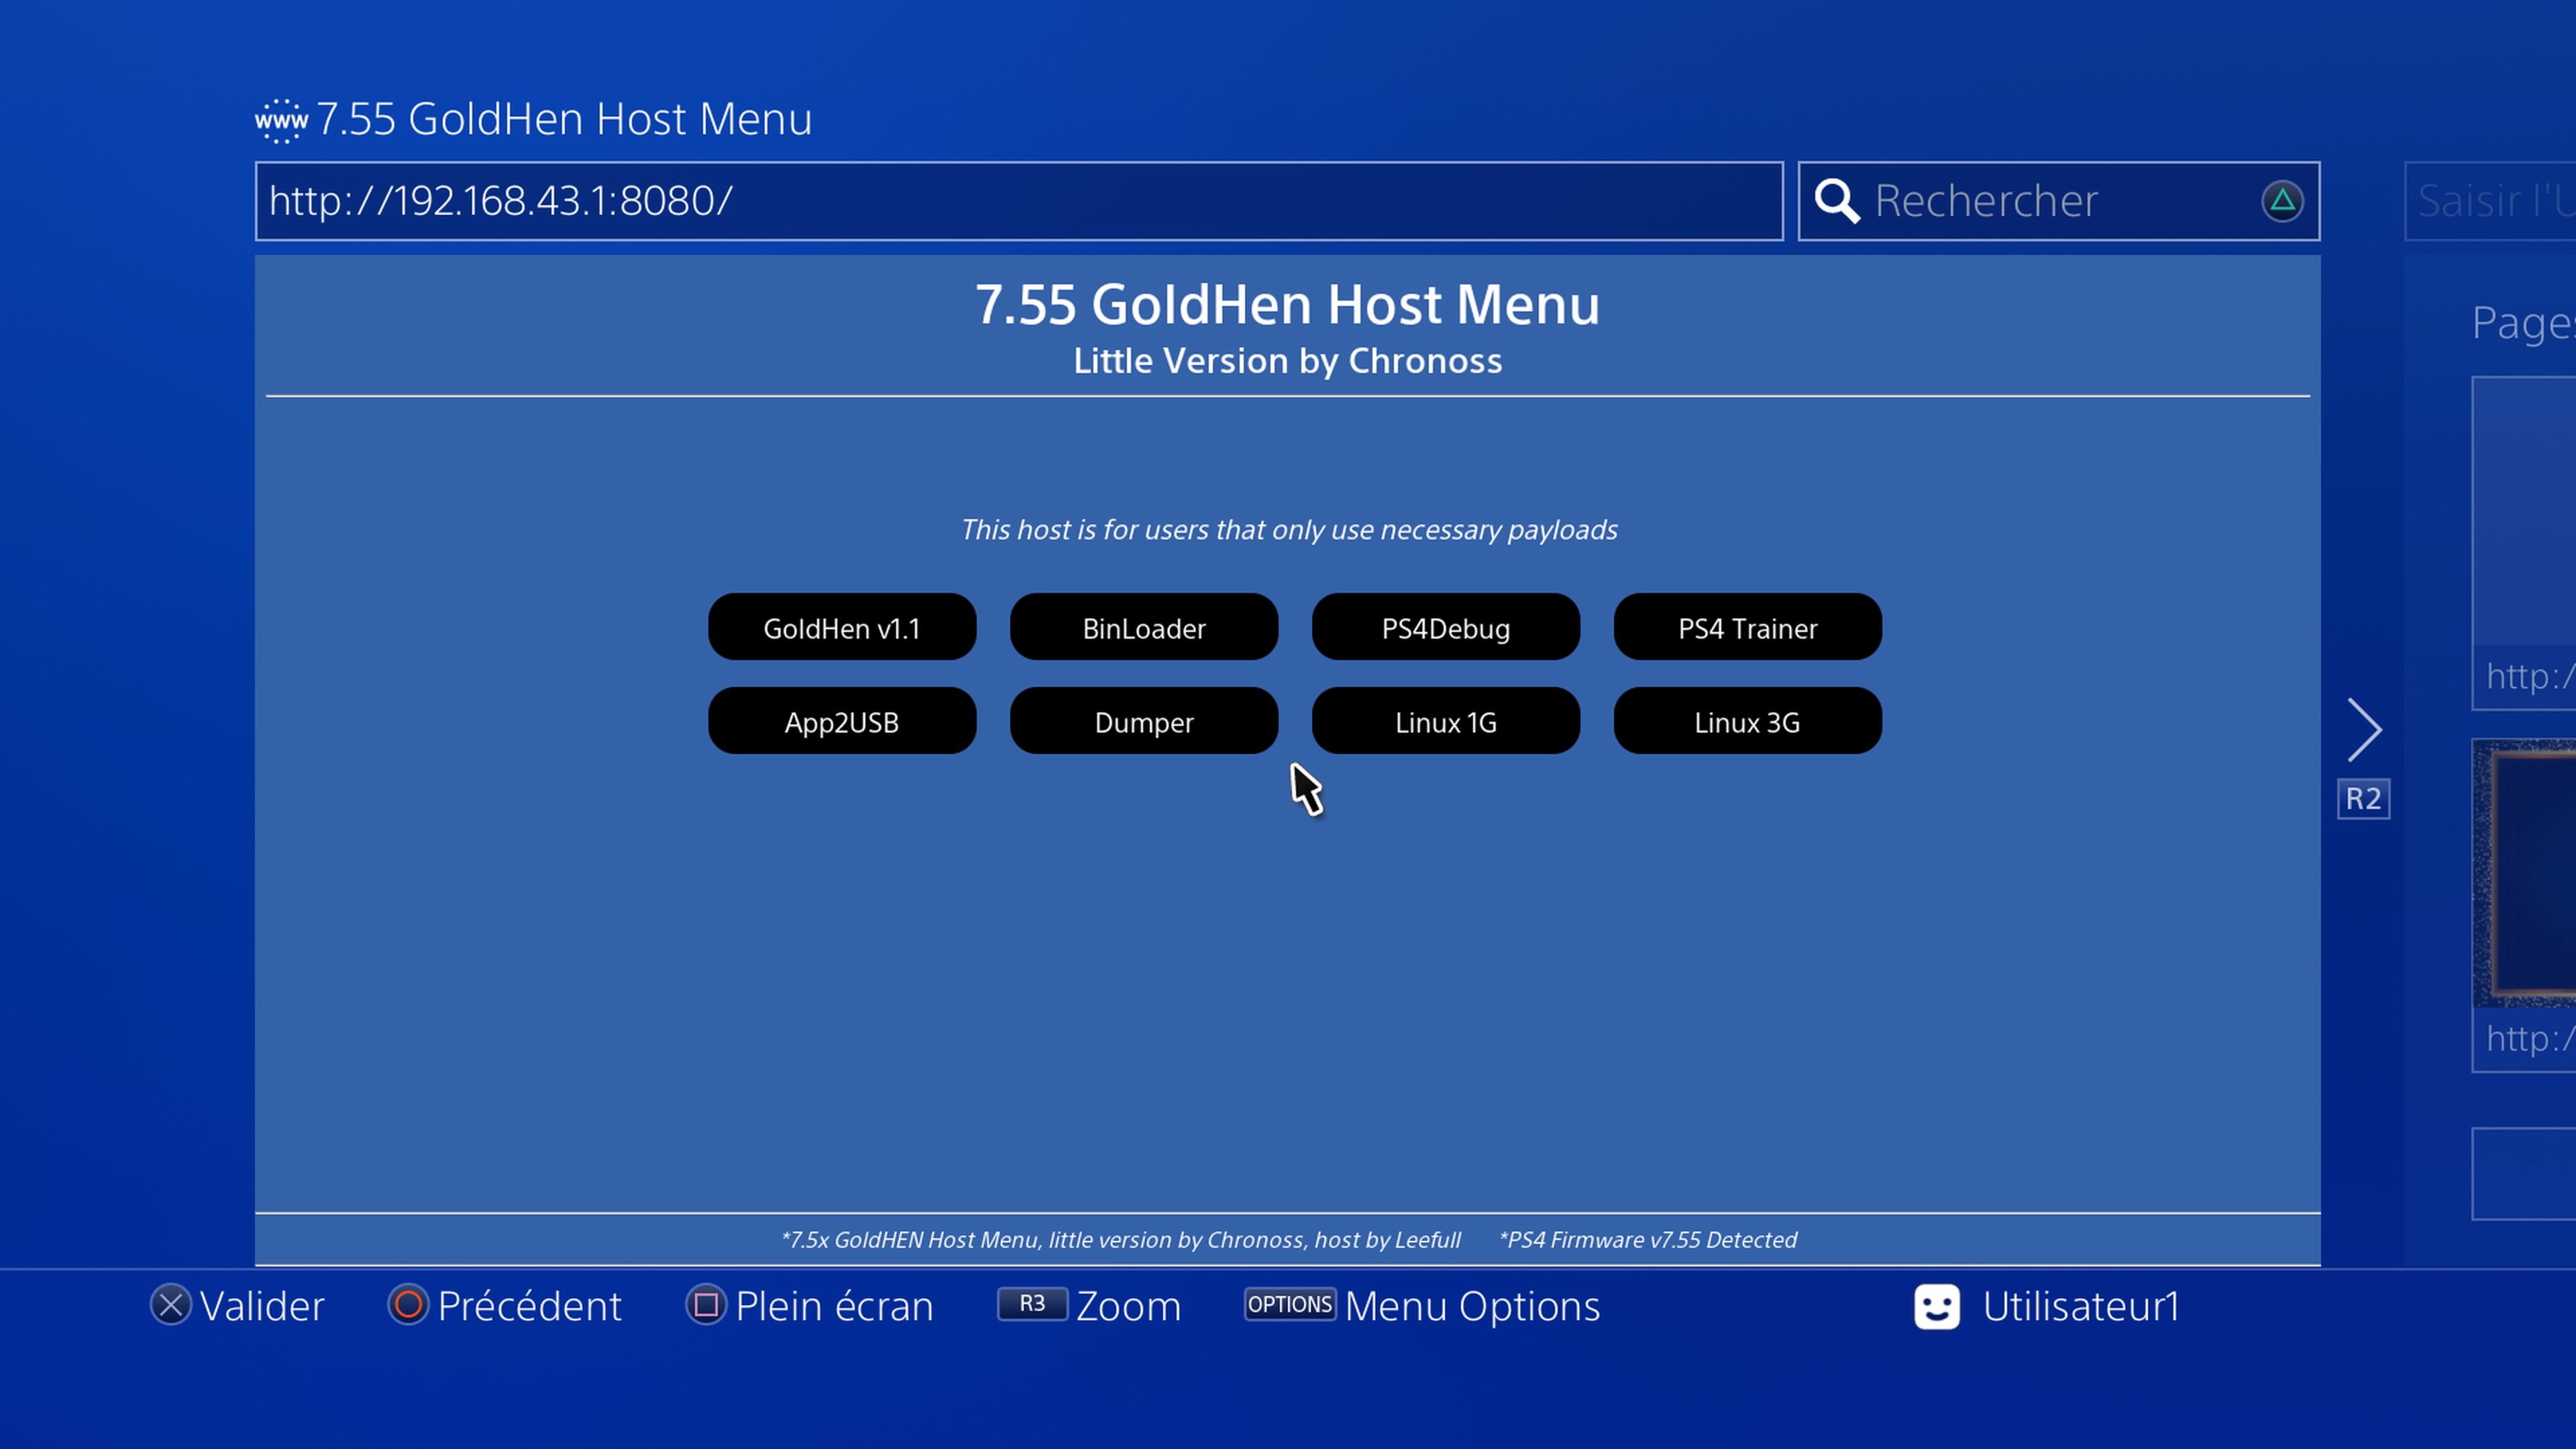 www 7.55 GoldHen Host Menu
http://192.168.43.1:8080/
Rechercher
Saisir l'U
7.55 GoldHen Host Menu
Little Version by Chronoss
Pages
This host is for users that only use necessary payloads
GoldHen v1.1 BinLoader PS4Debug PS4 Trainer
http:/
App2USB Dumper Linux 1G Linux 3G
R2
http:/
*7.5x GoldHEN Host Menu, little version by Chronoss, host by Leefull *PS4 Firmware v7.55 Detected
Valider Précédent Plein écran R3 Zoom OPTIONS Menu Options Utilisateur1